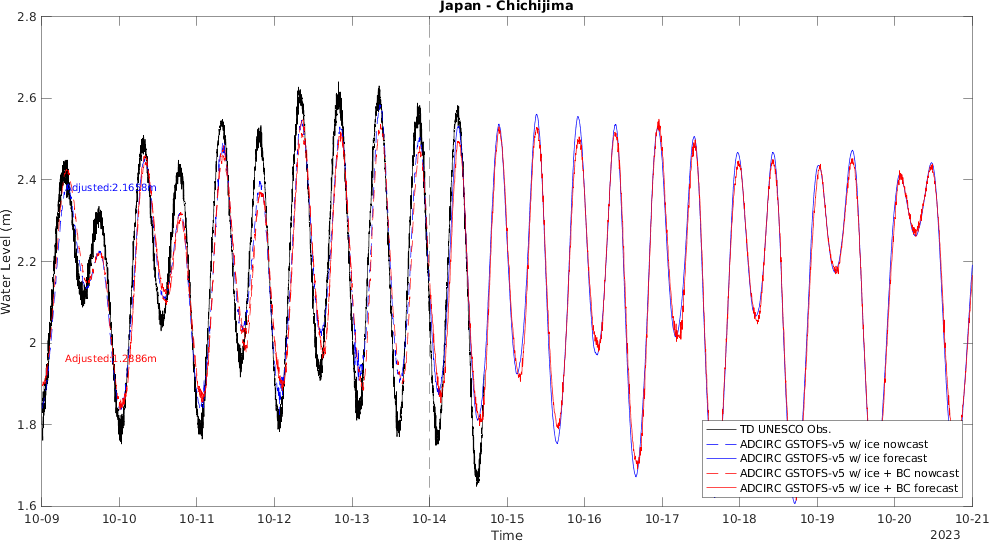 Japan - Chichijima
2.8
2.6
2.4
2.2
2
1.8
1.6
Water Level (m)
Adjusted:2.1658m
Adjusted:1.2886m
TD UNESCO Obs.
ADCIRC GSTOFS-v5 w/ ice nowcast
ADCIRC GSTOFS-v5 w/ ice forecast
ADCIRC GSTOFS-v5 w/ ice + BC nowcast
ADCIRC GSTOFS-v5 w/ ice + BC forecast
10-09 10-10 10-11 10-12 10-13 10-14 10-15 10-16 10-17 10-18 10-19 10-20 10-21
Time
2023